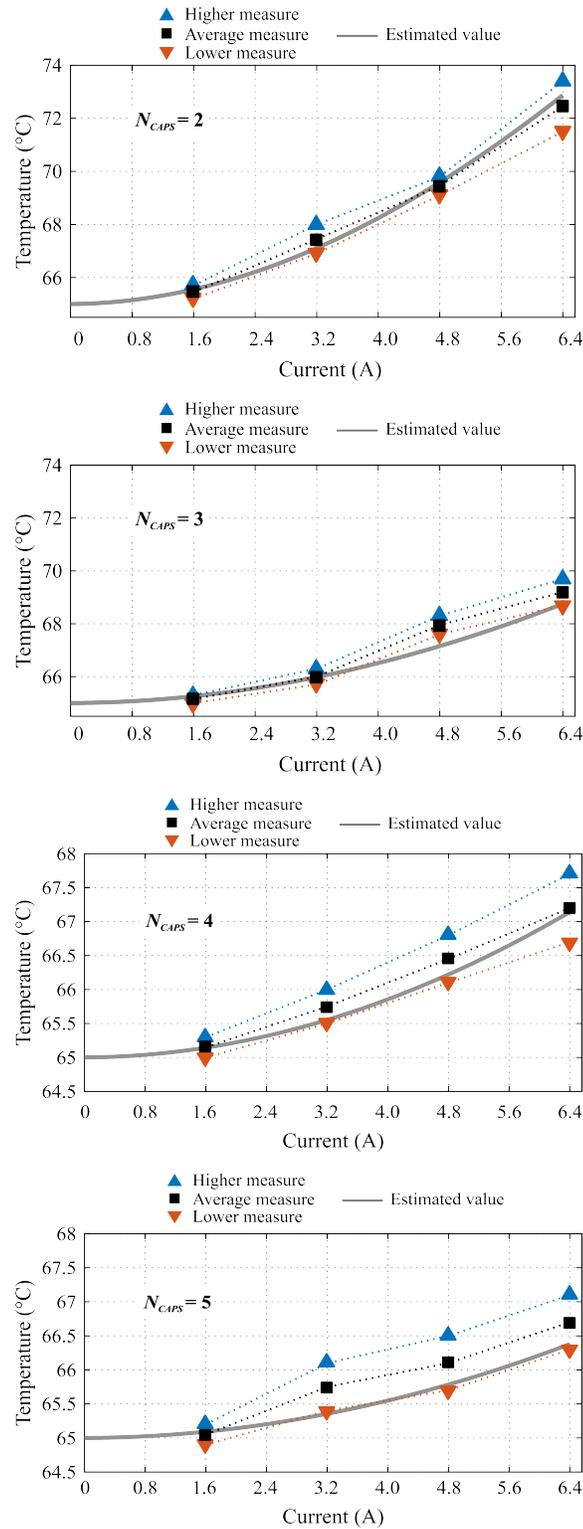 Higher measure
Average measure
Estimated value
Lower measure
74
72
70
68
66
Temperature (°C)
N_CAPS = 2
0 0.8 1.6 2.4 3.2 4.0 4.8 5.6 6.4
Current (A)
Higher measure
Average measure
Estimated value
Lower measure
74
72
70
68
66
Temperature (°C)
N_CAPS = 3
0 0.8 1.6 2.4 3.2 4.0 4.8 5.6 6.4
Current (A)
Higher measure
Average measure
Estimated value
Lower measure
68
67.5
67
66.5
66
65.5
65
64.5
Temperature (°C)
N_CAPS = 4
0 0.8 1.6 2.4 3.2 4.0 4.8 5.6 6.4
Current (A)
Higher measure
Average measure
Estimated value
Lower measure
68
67.5
67
66.5
66
65.5
65
64.5
Temperature (°C)
N_CAPS = 5
0 0.8 1.6 2.4 3.2 4.0 4.8 5.6 6.4
Current (A)